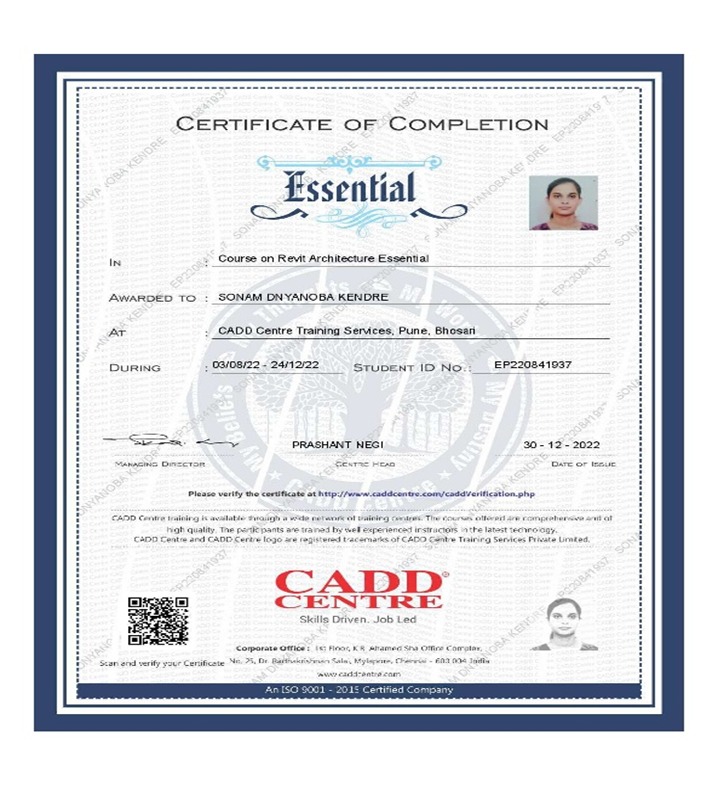 CERTIFICATE OF COMPLETION
Essential
IN : Course on Revit Architecture Essential
AWARDED TO : SONAM DNYANOBA KENDRE
AT : CADD Centre Training Services, Pune, Bhosari
DURING : 03/08/22 - 24/12/22 STUDENT ID NO.: EP220841937
PRASHANT NEGI 30 - 12 - 2022
MANAGING DIRECTOR CENTRE HEAD DATE OF ISSUE
Please verify the certificate at http://www.caddcentre.com/caddVerification.php
CADD Centre training is available through a wide network of training centres. The courses offered are comprehensive and of
high quality. The participants are trained by well experienced instructors in the latest technology.
CADD Centre and CADD Centre logo are registered trademarks of CADD Centre Training Services Private Limited.
CADD®
CENTRE
Skills Driven. Job Led
Corporate Office : Floor, K.R. Ahamed Sha Office Complex,
Scan and verify your Certificate No. 25, Dr. Radhakrishnan Salai, Mylapore, Chennai - 600 004 India
www.caddcentre.com
An ISO 9001 - 2015 Certified Company